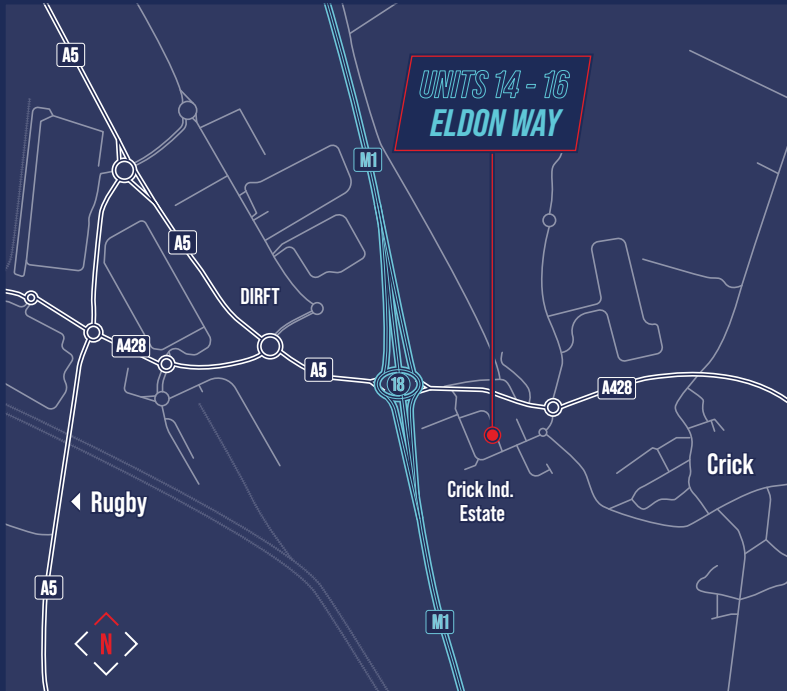 A5
UNITS 14 - 16
ELDON WAY
M1
A5
DIRFT
A428
A5
18
A428
Crick
Crick Ind.
Estate
Rugby
A5
M1
N